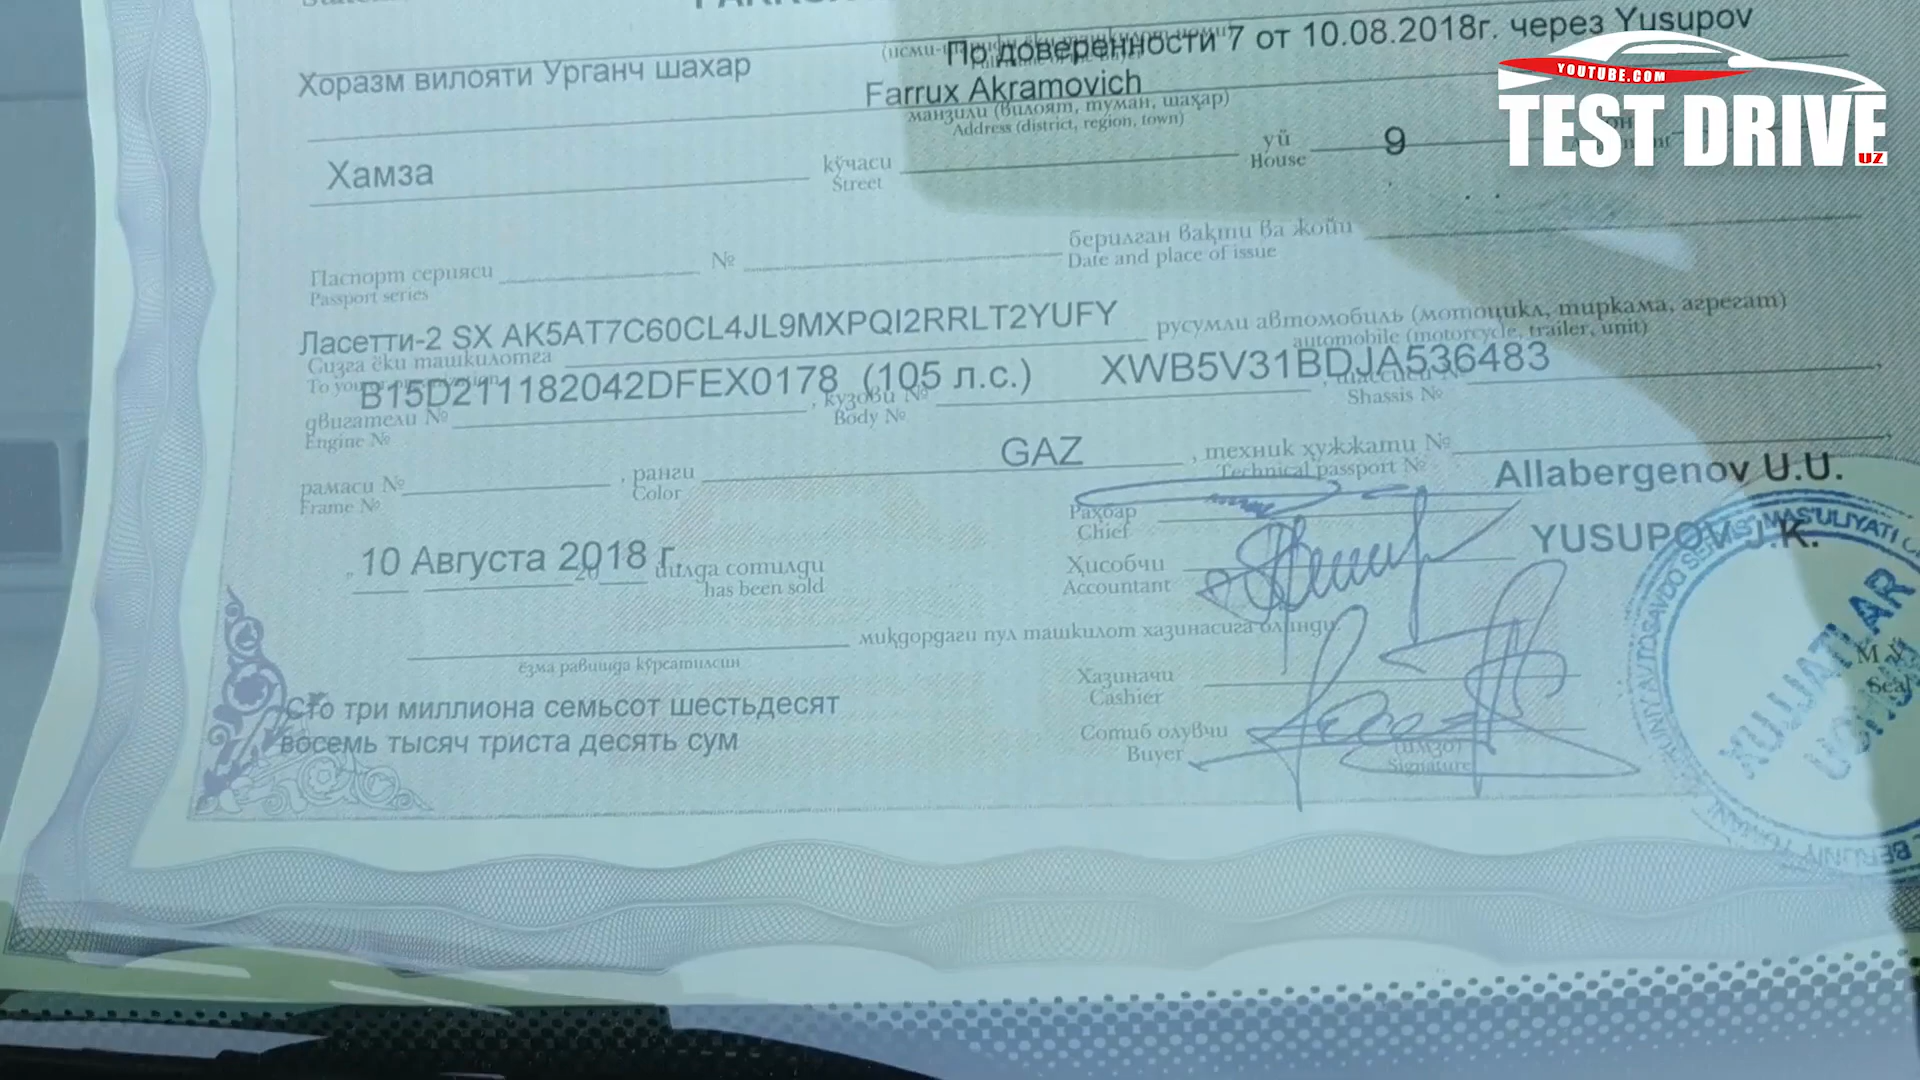 По доверенности 7 от 10.08.2018г. через Yusupov
Хоразм вилояти Урганч шахар
Farrux Akramovich
манзили (вилоят, туман, шаҳар)
Address (district, region, town)
YOUTUBE.COM
TEST DRIVE
UZ
Хамза
кўчаси
Street
уй
House
9
Паспорт серияси
Passport series
№
берилган вақти ва жойи
Date and place of issue
Ласетти-2 SX AK5AT7C60CL4JL9MXPQI2RRLT2YUFY
русумли автомобиль (мотоцикл, тиркама, агрегат)
automobile (motorcycle, trailer, unit)
Сизга ёки ташкилотга
B15D211182042DFEX0178 (105 л.с.) XWB5V31BDJA536483
двигатели №
Engine №
, кузови №
Body №
Shassis №
рамаси №
Frame №
, ранги
Color
GAZ
, техник ҳужжати №
Technical passport №
Allabergenov U.U.
Раҳбар
Chief
YUSUPOV J.K.
10 Августа 2018 г.
йилда сотилди
has been sold
Ҳисобчи
Accountant
миқдордаги пул ташкилот хазинасига олинди.
ёзма равишда кўрсатилсин
Сто три миллиона семьсот шестьдесят
восемь тысяч триста десять сум
Хазиначи
Cashier
Сотиб олувчи
Buyer
(имзо)
Signature
HUJJATLAR
UCHUN